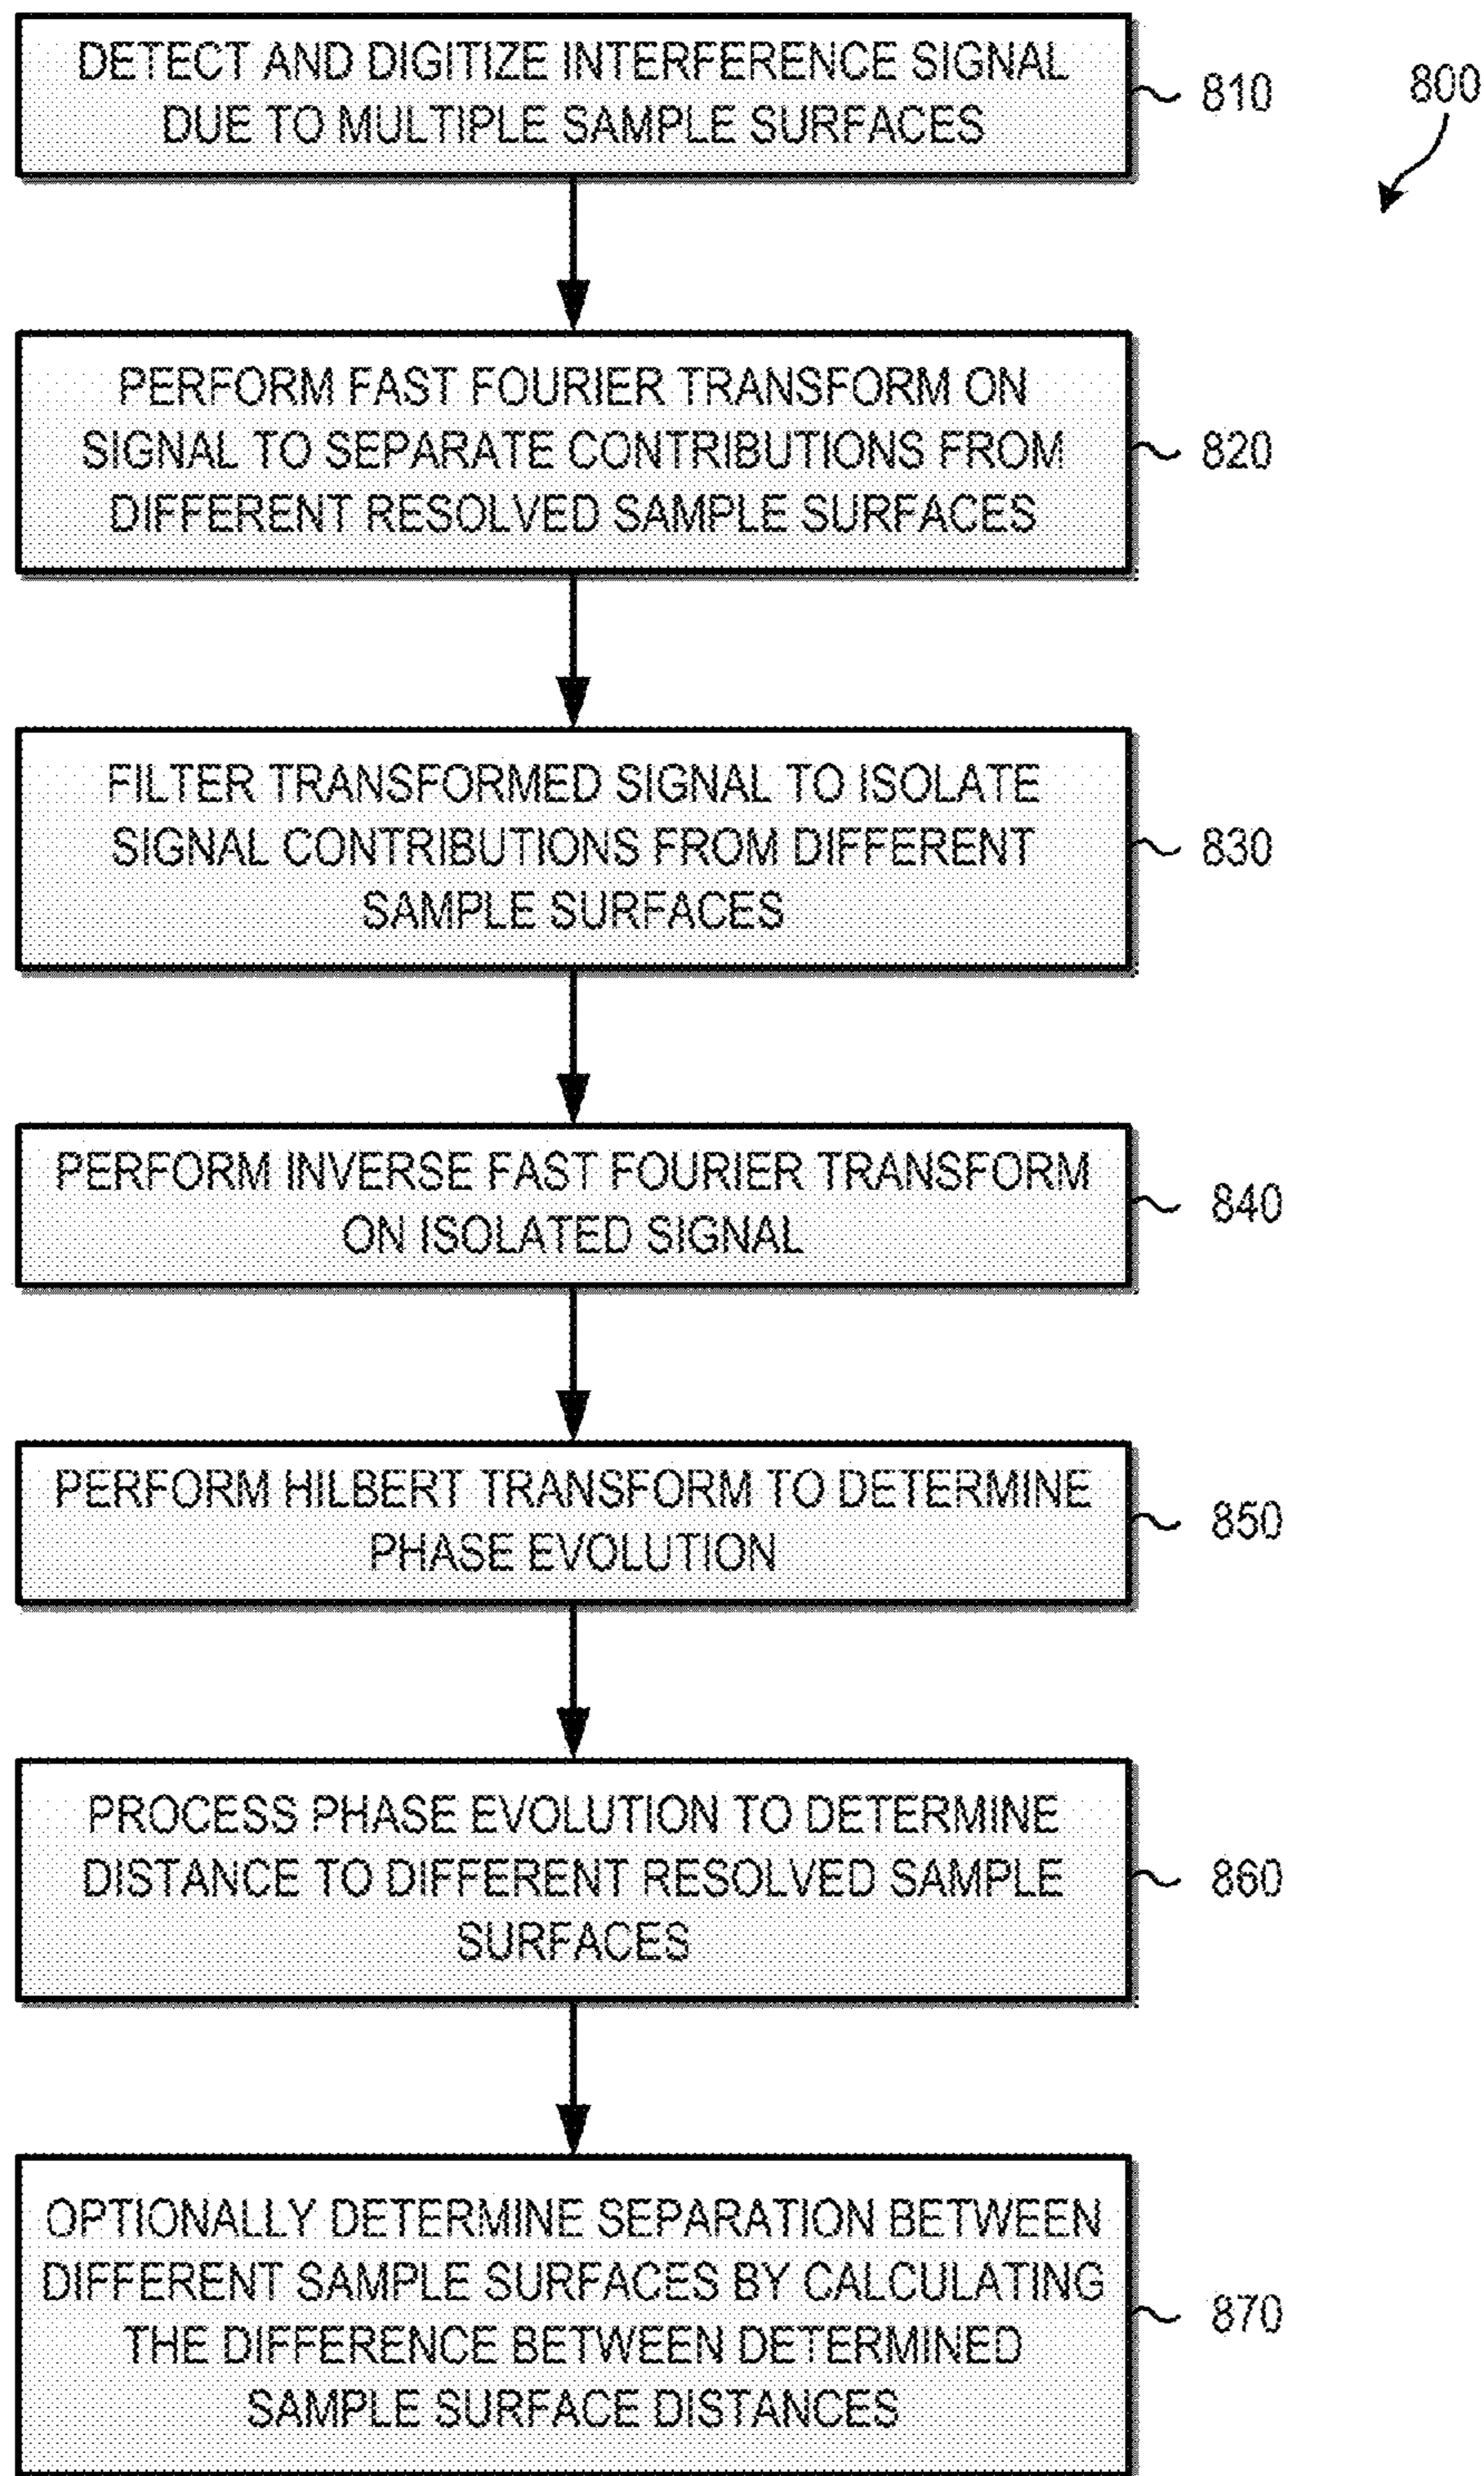 800
DETECT AND DIGITIZE INTERFERENCE SIGNAL
DUE TO MULTIPLE SAMPLE SURFACES
810
PERFORM FAST FOURIER TRANSFORM ON
SIGNAL TO SEPARATE CONTRIBUTIONS FROM
DIFFERENT RESOLVED SAMPLE SURFACES
820
FILTER TRANSFORMED SIGNAL TO ISOLATE
SIGNAL CONTRIBUTIONS FROM DIFFERENT
SAMPLE SURFACES
830
PERFORM INVERSE FAST FOURIER TRANSFORM
ON ISOLATED SIGNAL
840
PERFORM HILBERT TRANSFORM TO DETERMINE
PHASE EVOLUTION
850
PROCESS PHASE EVOLUTION TO DETERMINE
DISTANCE TO DIFFERENT RESOLVED SAMPLE
SURFACES
860
OPTIONALLY DETERMINE SEPARATION BETWEEN
DIFFERENT SAMPLE SURFACES BY CALCULATING
THE DIFFERENCE BETWEEN DETERMINED
SAMPLE SURFACE DISTANCES
870